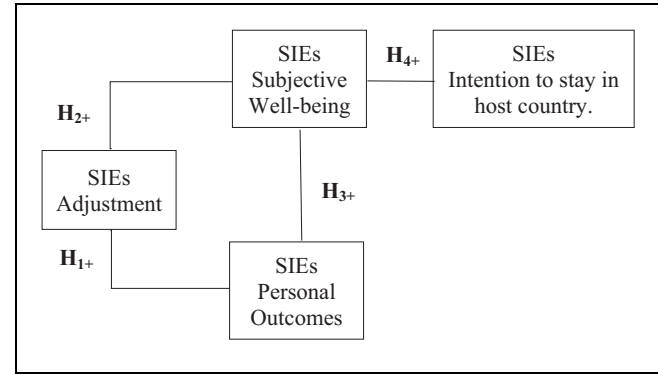 SIEs
Subjective
Well-being
H4+
SIEs
Intention to stay in
host country.
H2+
SIEs
Adjustment
H3+
H1+
SIEs
Personal
Outcomes